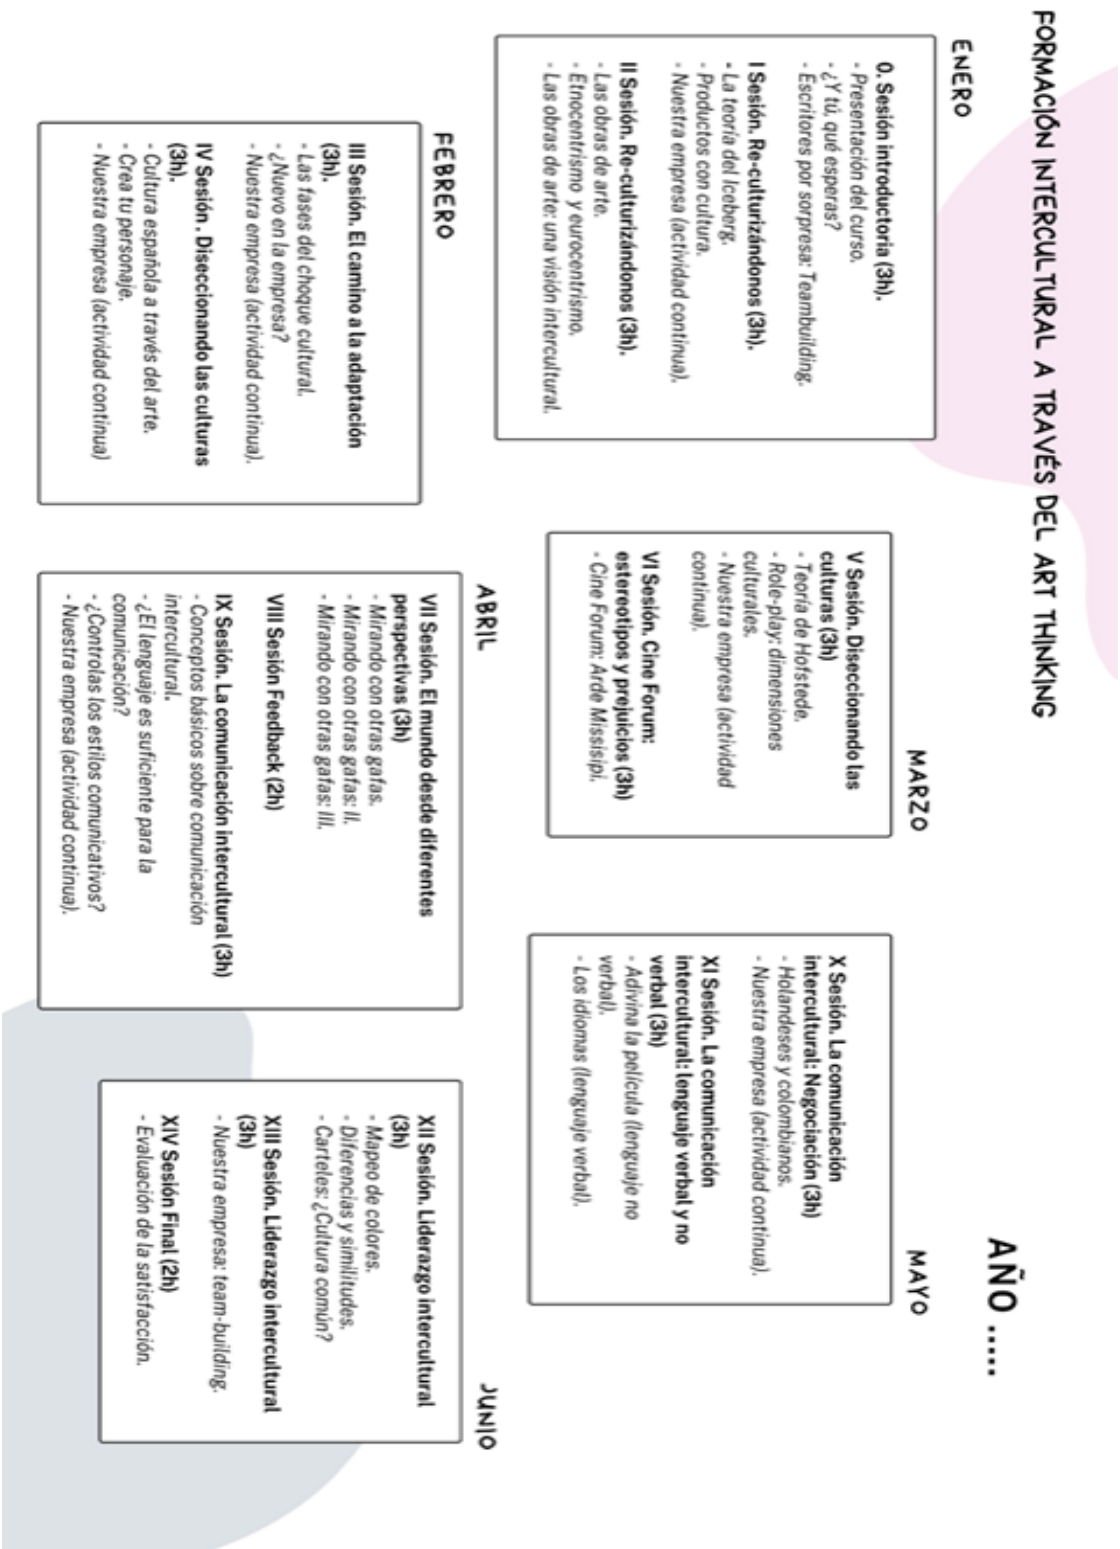 FORMACIÓN INTERCULTURAL A TRAVÉS DEL ART THINKING
AÑO .....
ENERO
0. Sesión introductoria (3h).
- Presentación del curso.
- ¿Y tú, qué esperas?
- Escritores por sorpresa: Teambuilding.
I Sesión. Re-culturizándonos (3h).
- La teoría del Iceberg.
- Productos con cultura.
- Nuestra empresa (actividad continua).
II Sesión. Re-culturizándonos (3h).
- Las obras de arte.
- Etnocentrismo y eurocentrismo.
- Las obras de arte: una visión intercultural.
FEBRERO
III Sesión. El camino a la adaptación
(3h).
- Las fases del choque cultural.
- ¿Nuevo en la empresa?
- Nuestra empresa (actividad continua).
IV Sesión . Diseccionando las culturas
(3h).
- Cultura española a través del arte.
- Crea tu personaje.
- Nuestra empresa (actividad continua)
MARZO
V Sesión. Diseccionando las
culturas (3h)
- Teoría de Hofstede.
- Role-play: dimensiones
culturales.
- Nuestra empresa (actividad
continua).
VI Sesión. Cine Forum:
estereotipos y prejuicios (3h)
- Cine Forum: Arde Missisipi.
ABRIL
VII Sesión. El mundo desde diferentes
perspectivas (3h)
- Mirando con otras gafas.
- Mirando con otras gafas: II.
- Mirando con otras gafas: III.
VIII Sesión Feedback (2h)
IX Sesión. La comunicación intercultural (3h)
- Conceptos básicos sobre comunicación
intercultural.
- ¿El lenguaje es suficiente para la
comunicación?
- ¿Controlas los estilos comunicativos?
- Nuestra empresa (actividad continua).
MAYO
X Sesión. La comunicación
intercultural: Negociación (3h)
- Holandeses y colombianos.
- Nuestra empresa (actividad continua).
XI Sesión. La comunicación
intercultural: lenguaje verbal y no
verbal (3h)
- Adivina la película (lenguaje no
verbal).
- Los idiomas (lenguaje verbal).
JUNIO
XII Sesión. Liderazgo intercultural
(3h)
- Mapeo de colores.
- Diferencias y similitudes.
- Carteles: ¿Cultura común?
XIII Sesión. Liderazgo intercultural
(3h)
- Nuestra empresa: team-building.
XIV Sesión Final (2h)
- Evaluación de la satisfacción.